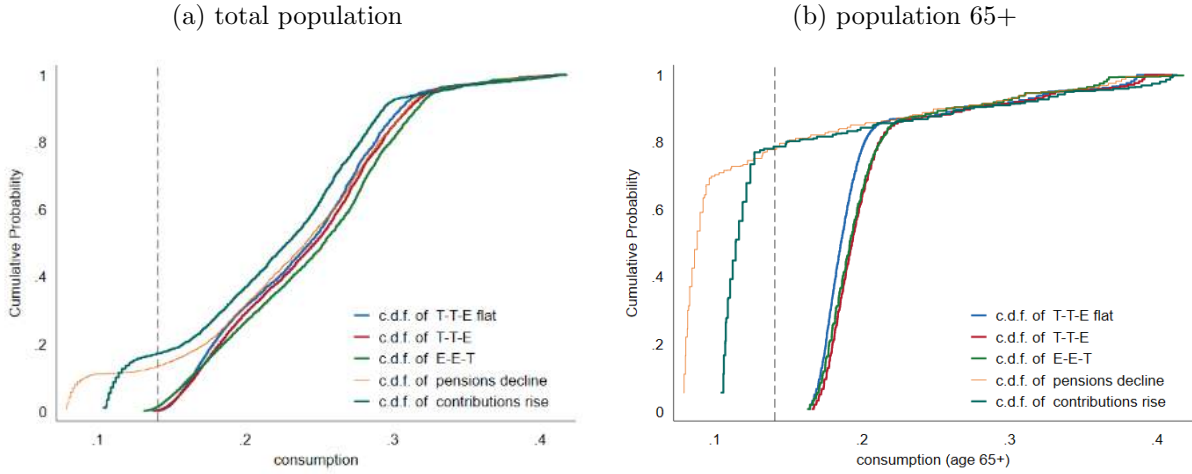 (a) total population
1
.8
.6
.4
.2
0
Cumulative Probability
c.d.f. of T-T-E flat
c.d.f. of T-T-E
c.d.f. of E-E-T
c.d.f. of pensions decline
c.d.f. of contributions rise
.1 .2 .3 .4
consumption
(b) population 65+
1
.8
.6
.4
.2
0
Cumulative Probability
c.d.f. of T-T-E flat
c.d.f. of T-T-E
c.d.f. of E-E-T
c.d.f. of pensions decline
c.d.f. of contributions rise
.1 .2 .3 .4
consumption (age 65+)